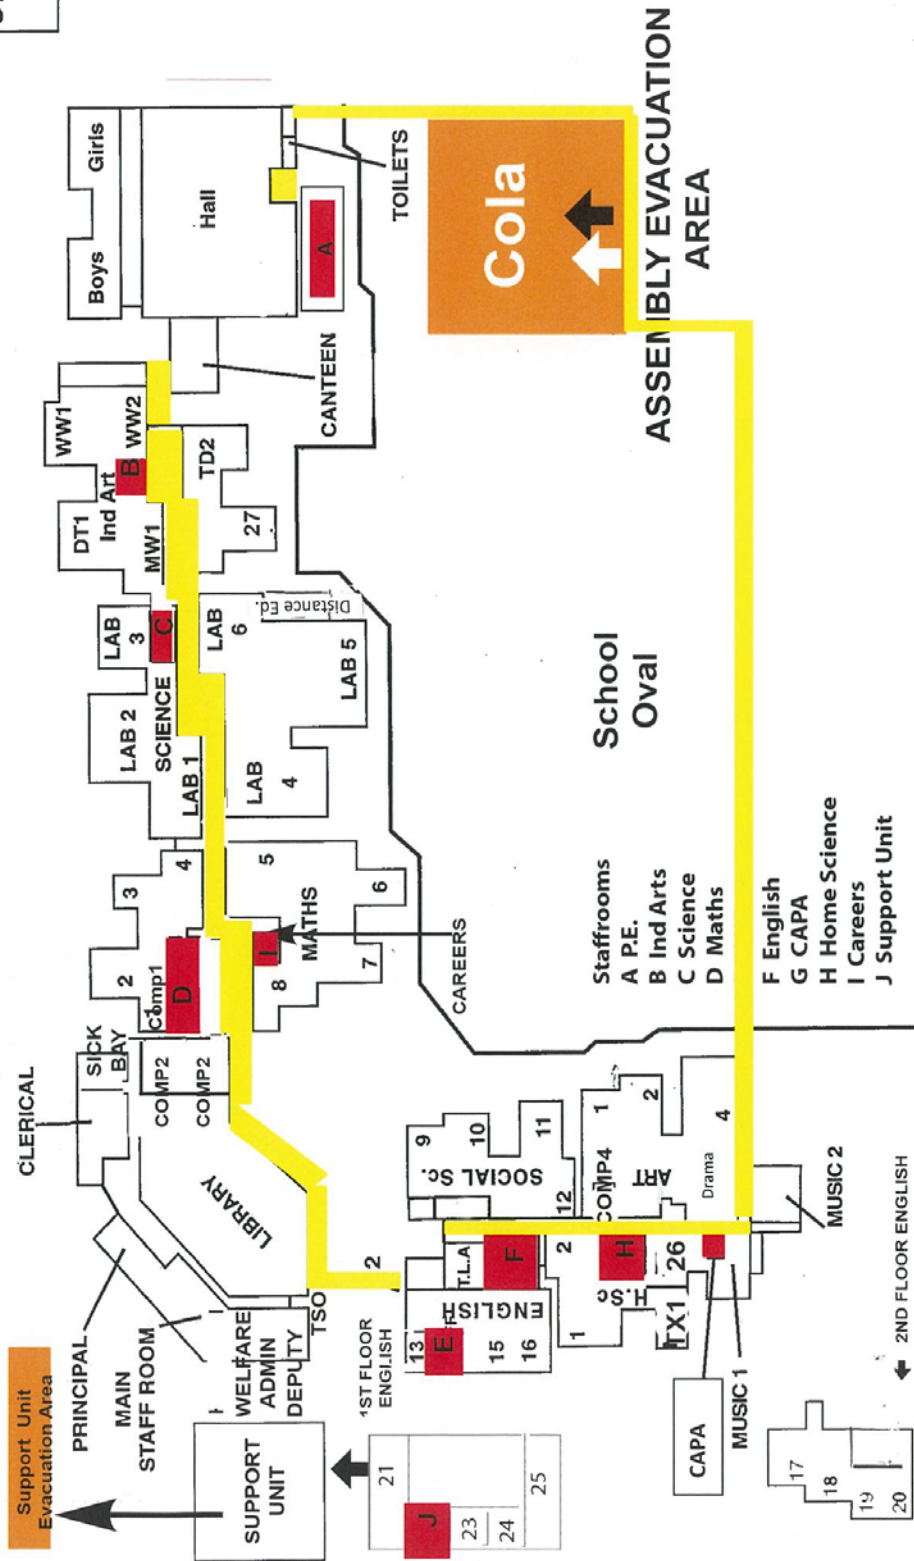 Support Unit
Evacuation Area
CLERICAL
PRINCIPAL
MAIN
STAFF ROOM
WELFARE
ADMIN
DEPUTY
TSO
SUPPORT
UNIT
SICK
BAY
LIBRARY
COMP2
COMP2
Comp1
1
D
2
3
4
5
6
7
8
MATHS
I
CAREERS
LAB 2
LAB
3
SCIENCE
C
LAB 1
LAB
4
LAB
6
LAB 5
Distance Ed.
DT1
Ind Art
MW1
B
WW1
WW2
TD2
27
Boys
Girls
Hall
CANTEEN
A
TOILETS
Cola
ASSEMBLY EVACUATION
AREA
School
Oval
1ST FLOOR
ENGLISH
21
J
23
24
25
2
T.L.A
F
ENGLISH
13
E
15
16
9
10
11
SOCIAL Sc.
12
COMP4
1
2
ART
4
Drama
2
H
H.Sc
1
26
TX1
CAPA
MUSIC 1
MUSIC 2
17
18
19
20
2ND FLOOR ENGLISH
Staffrooms
A P.E.
B Ind Arts
C Science
D Maths
F English
G CAPA
H Home Science
I Careers
J Support Unit